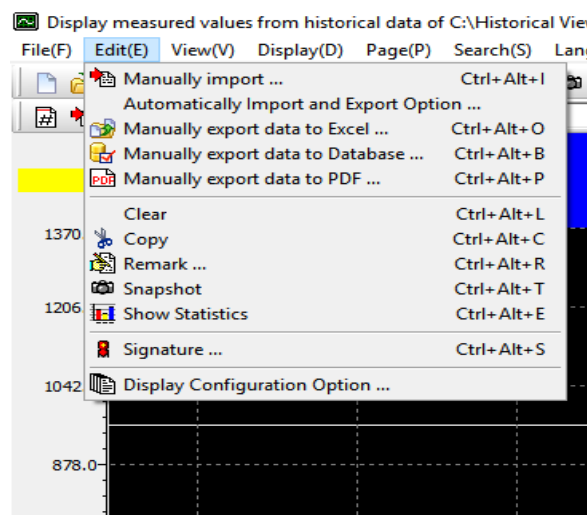 Display measured values from historical data of C:\Historical Vie
File(F) Edit(E) View(V) Display(D) Page(P) Search(S) Lan
Manually import ... Ctrl+Alt+I
Automatically Import and Export Option ...
Manually export data to Excel ... Ctrl+Alt+O
Manually export data to Database ... Ctrl+Alt+B
Manually export data to PDF ... Ctrl+Alt+P
Clear Ctrl+Alt+L
Copy Ctrl+Alt+C
Remark ... Ctrl+Alt+R
Snapshot Ctrl+Alt+T
Show Statistics Ctrl+Alt+E
Signature ... Ctrl+Alt+S
Display Configuration Option ...
1370
1206
1042
878.0